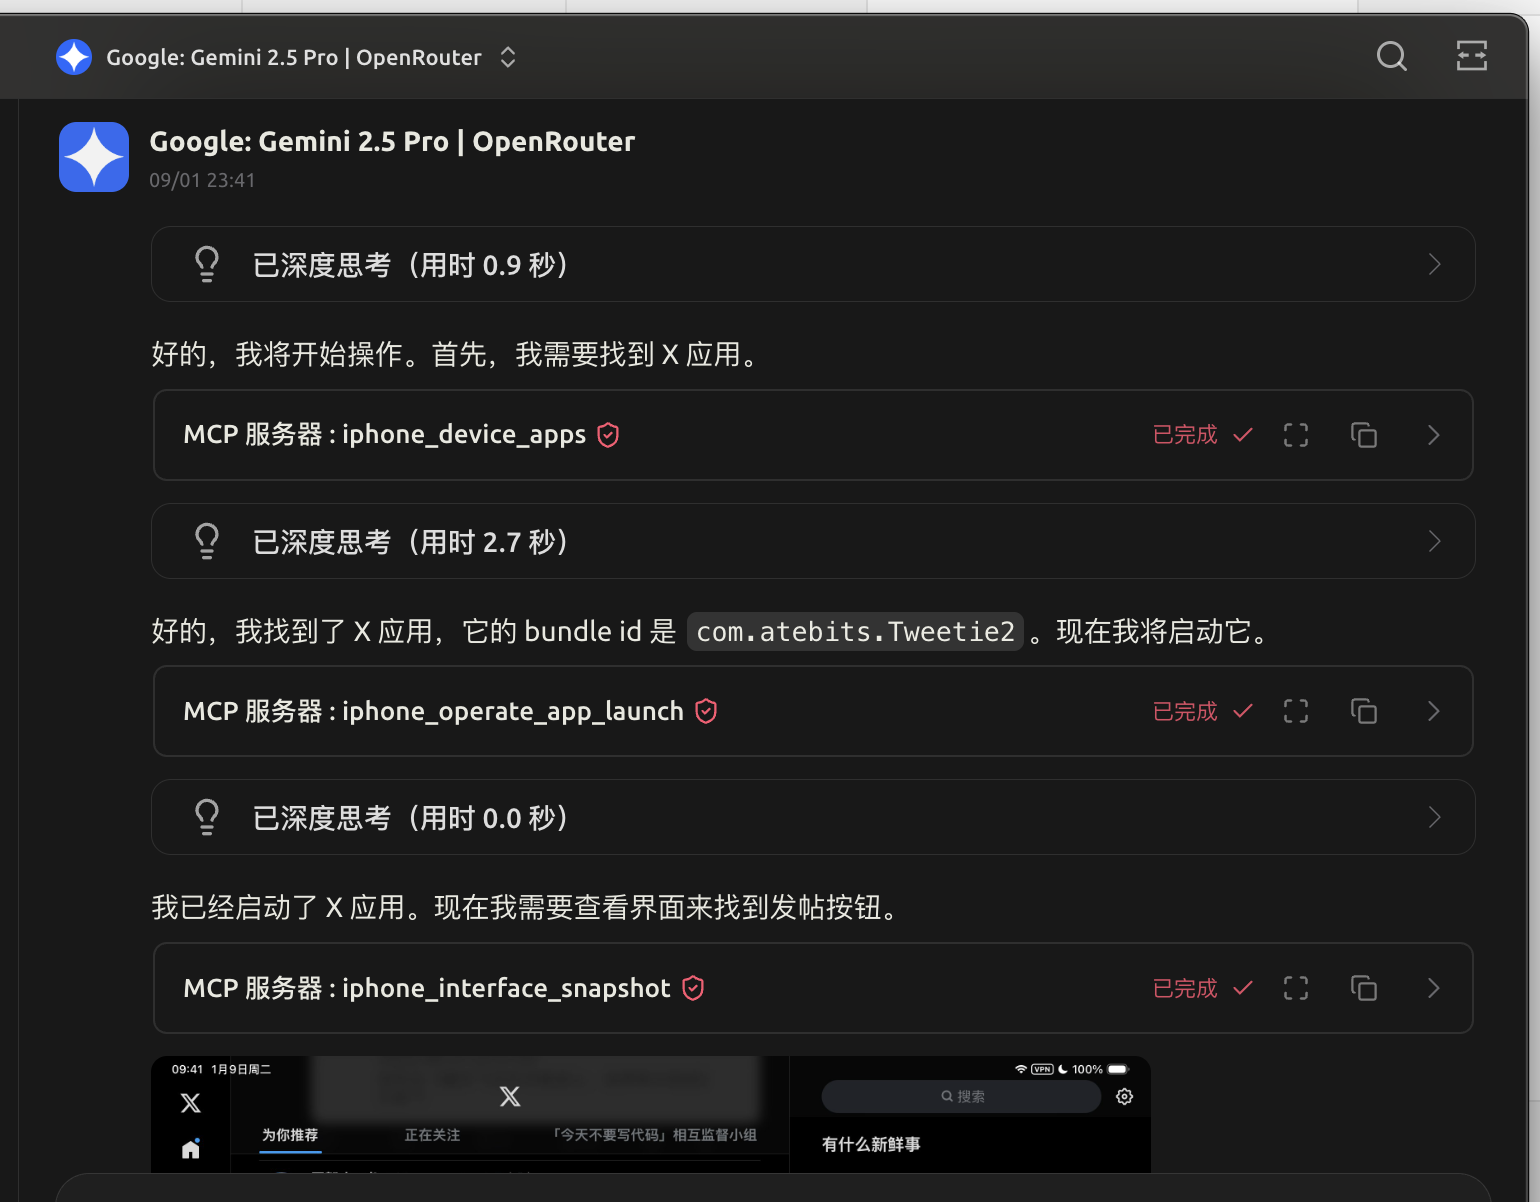 Google: Gemini 2.5 Pro | OpenRouter
Google: Gemini 2.5 Pro | OpenRouter
09/01 23:41
已深度思考（用时 0.9 秒）
好的，我将开始操作。首先，我需要找到 X 应用。
MCP 服务器 : iphone_device_apps 已完成
已深度思考（用时 2.7 秒）
好的，我找到了 X 应用，它的 bundle id 是 com.atebits.Tweetie2 。现在我将启动它。
MCP 服务器 : iphone_operate_app_launch 已完成
已深度思考（用时 0.0 秒）
我已经启动了 X 应用。现在我需要查看界面来找到发帖按钮。
MCP 服务器 : iphone_interface_snapshot 已完成
09:41 1月9日周二 VPN 100%
搜索
为你推荐 正在关注 「今天不要写代码」相互监督小组
有什么新鲜事